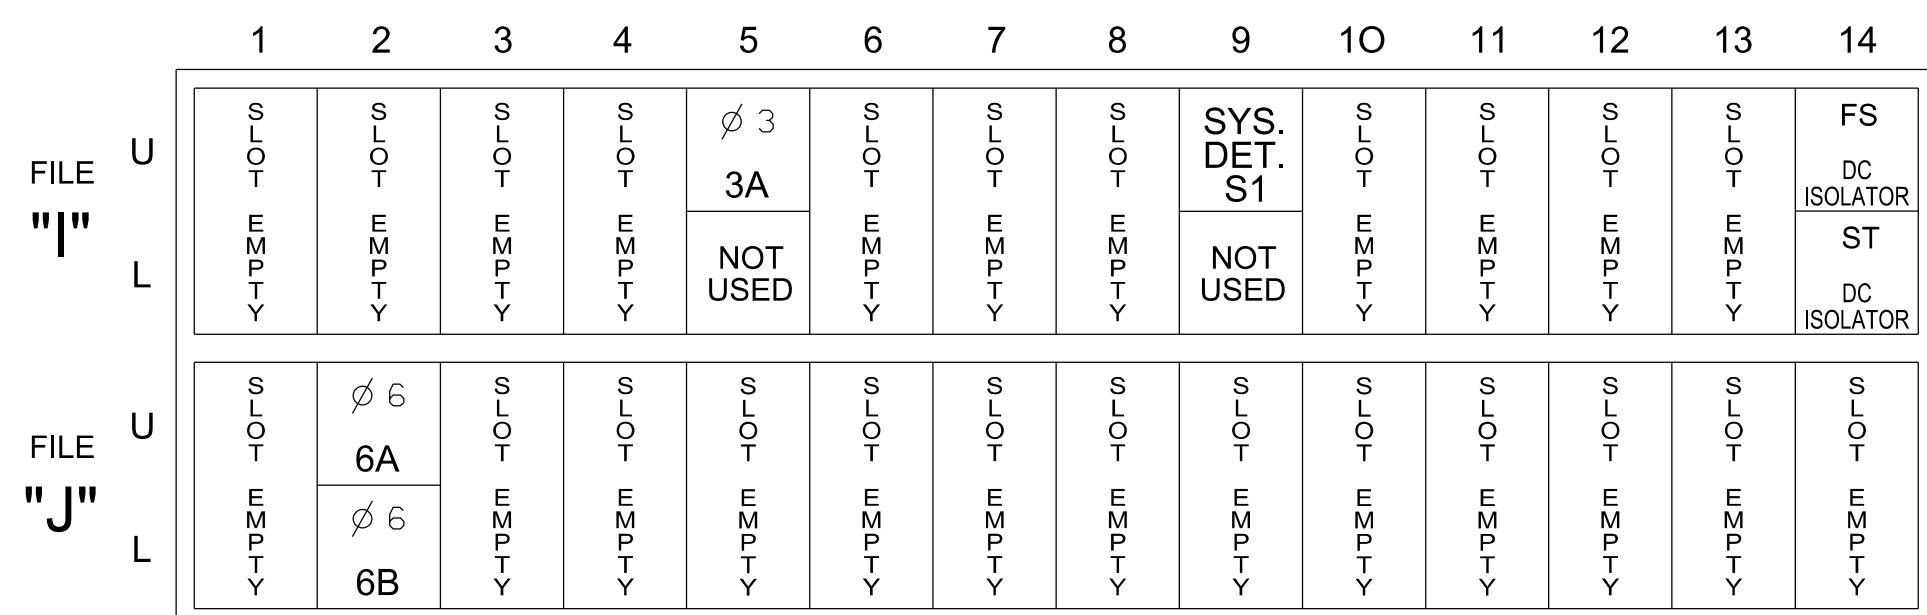 1 2 3 4 5 6 7 8 9 10 11 12 13 14
FILE "I"
U
L
SLOT EMPTY
SLOT EMPTY
SLOT EMPTY
SLOT EMPTY
Ø 3
3A
NOT
USED
SLOT EMPTY
SLOT EMPTY
SLOT EMPTY
SYS.
DET.
S1
NOT
USED
SLOT EMPTY
SLOT EMPTY
SLOT EMPTY
SLOT EMPTY
FS
DC
ISOLATOR
ST
DC
ISOLATOR
FILE "J"
U
L
SLOT EMPTY
Ø 6
6A
Ø 6
6B
SLOT EMPTY
SLOT EMPTY
SLOT EMPTY
SLOT EMPTY
SLOT EMPTY
SLOT EMPTY
SLOT EMPTY
SLOT EMPTY
SLOT EMPTY
SLOT EMPTY
SLOT EMPTY
SLOT EMPTY